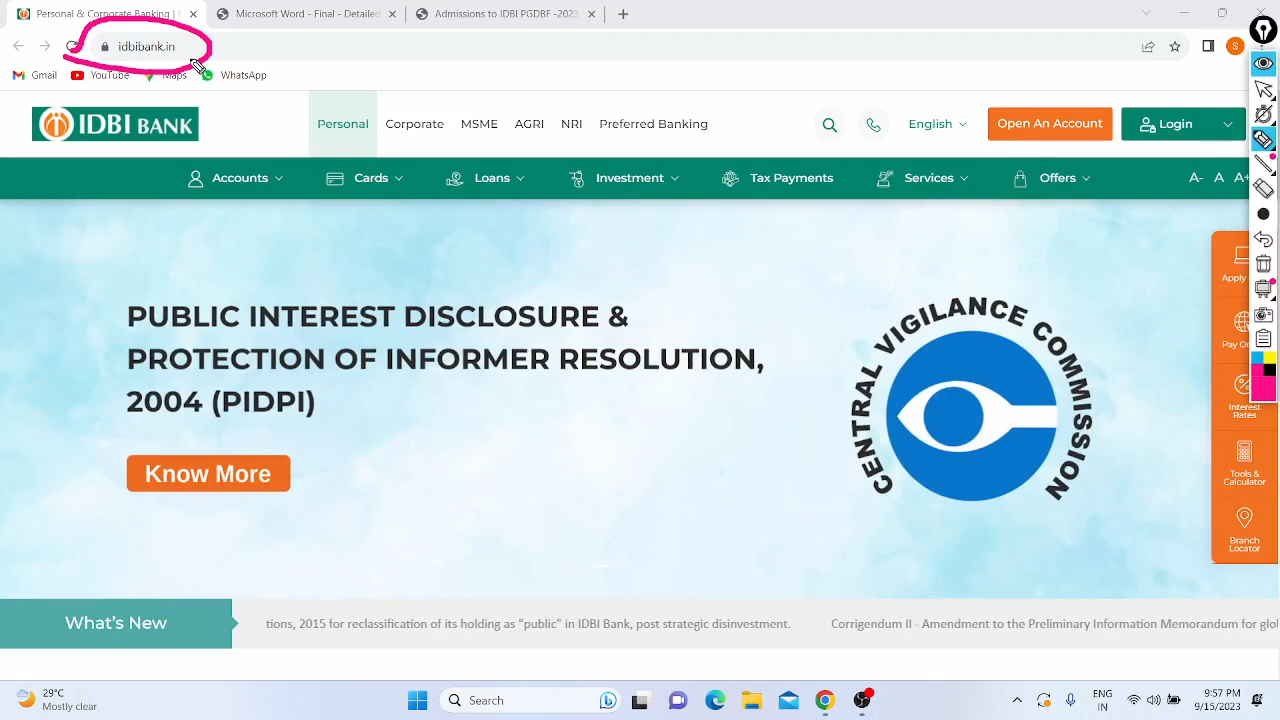 Personal & Corporate Banking |
Microsoft Word - Final - Detailed
Admissions to IDBI BANK PGDBF -2023
idbibank.in
Gmail
YouTube
Maps
WhatsApp
IDBI BANK
Personal
Corporate
MSME
AGRI
NRI
Preferred Banking
English
Open An Account
Login
Accounts
Cards
Loans
Investment
Tax Payments
Services
Offers
A-
A
A+
PUBLIC INTEREST DISCLOSURE &
PROTECTION OF INFORMER RESOLUTION,
2004 (PIDPI)
Know More
CENTRAL VIGILANCE COMMISSION
Apply
Pay
Interest
Rates
Tools &
Calculator
Branch
Locator
What's New
tions, 2015 for reclassification of its holding as "public" in IDBI Bank, post strategic disinvestment.
Corrigendum II - Amendment to the Preliminary Information Memorandum for
29°C
Mostly clear
Search
ENG
IN
9:57 PM
9/15/2023